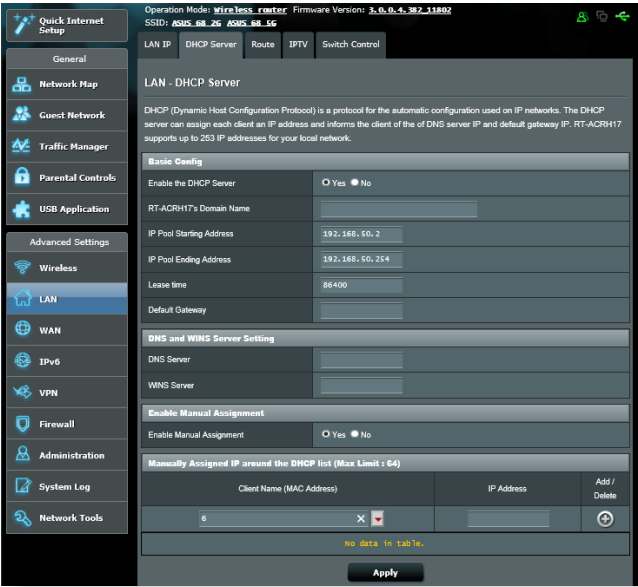 Operation Mode: Wireless router Firmware Version: 3.0.0.4.382_11802
SSID: ASUS_68_2G ASUS_68_5G
Quick Internet
Setup
General
Network Map
Guest Network
Traffic Manager
Parental Controls
USB Application
Advanced Settings
Wireless
LAN
WAN
IPv6
VPN
Firewall
Administration
System Log
Network Tools
LAN IP DHCP Server Route IPTV Switch Control
LAN - DHCP Server
DHCP (Dynamic Host Configuration Protocol) is a protocol for the automatic configuration used on IP networks. The DHCP
server can assign each client an IP address and informs the client of the of DNS server IP and default gateway IP. RT-ACRH17
supports up to 253 IP addresses for your local network.
Basic Config
Enable the DHCP Server Yes No
RT-ACRH17's Domain Name
IP Pool Starting Address 192.168.50.2
IP Pool Ending Address 192.168.50.254
Lease time 86400
Default Gateway
DNS and WINS Server Setting
DNS Server
WINS Server
Enable Manual Assignment
Enable Manual Assignment Yes No
Manually Assigned IP around the DHCP list (Max Limit : 64)
Client Name (MAC Address) IP Address Add /
Delete
6
No data in table.
Apply